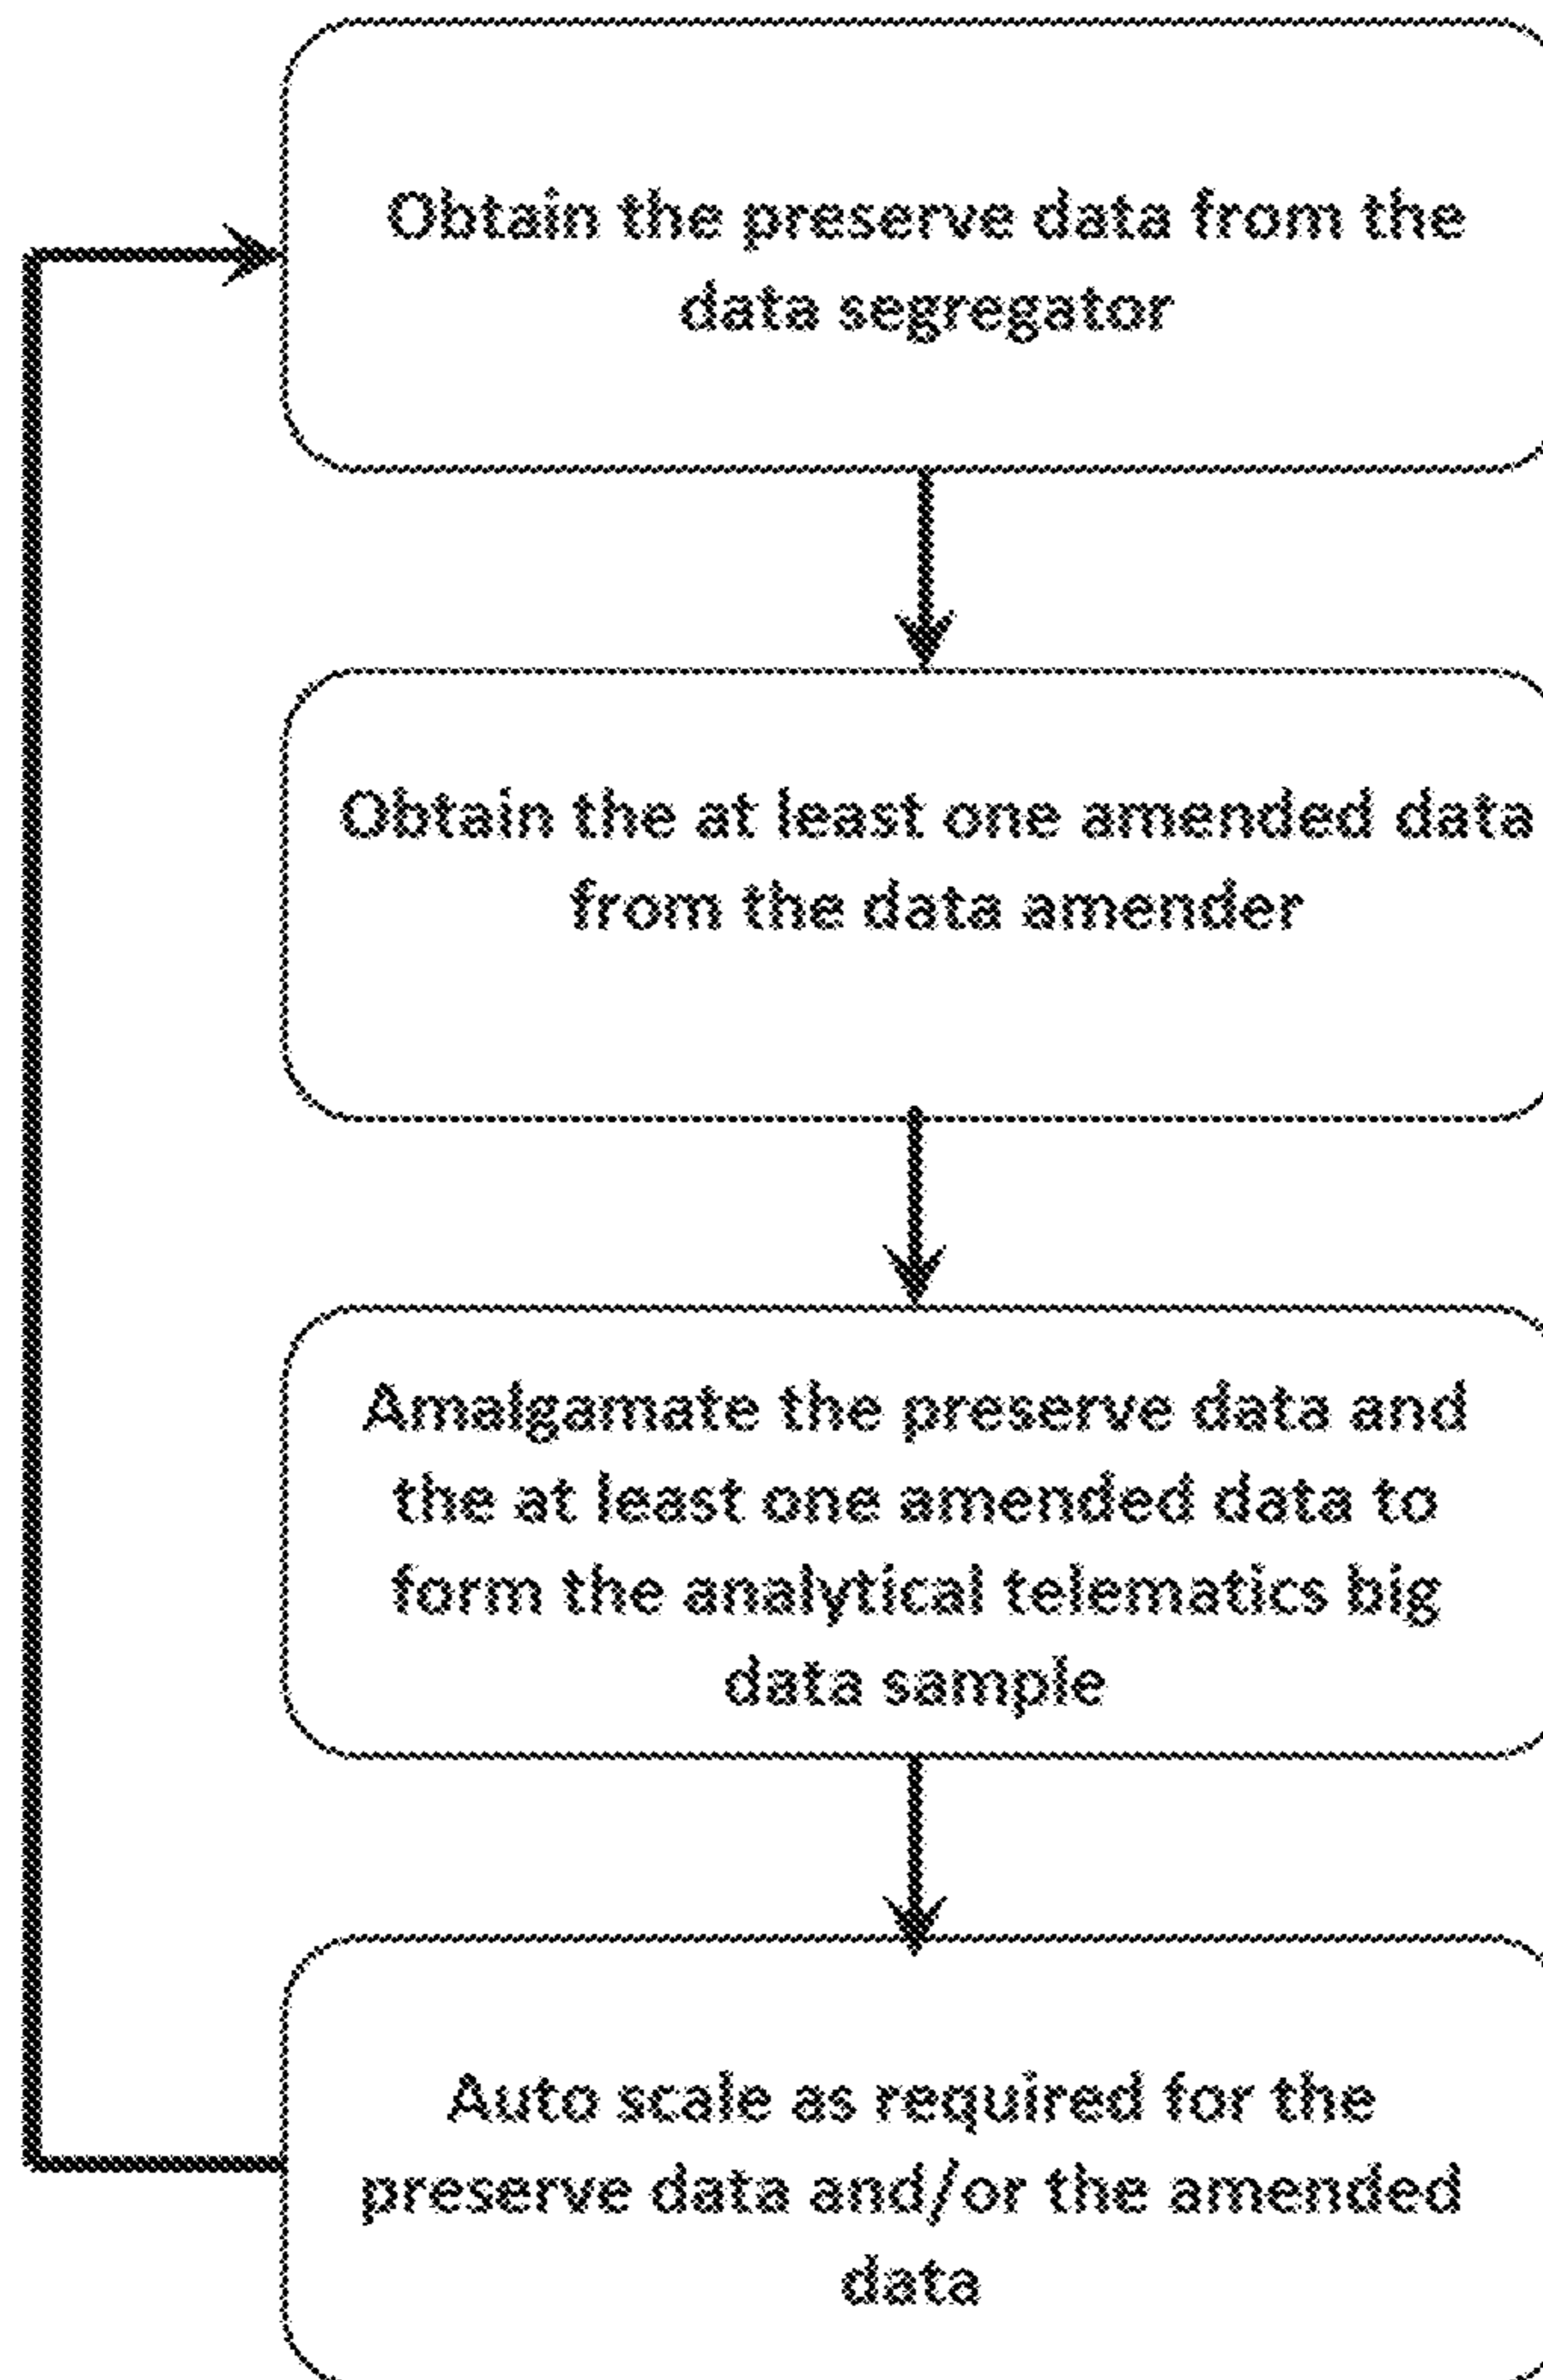 Obtain the preserve data from the
data segregator
Obtain the at least one amended data
from the data amender
Amalgamate the preserve data and
the at least one amended data to
form the analytical telematics big
data sample
Auto scale as required for the
preserve data and/or the amended
data